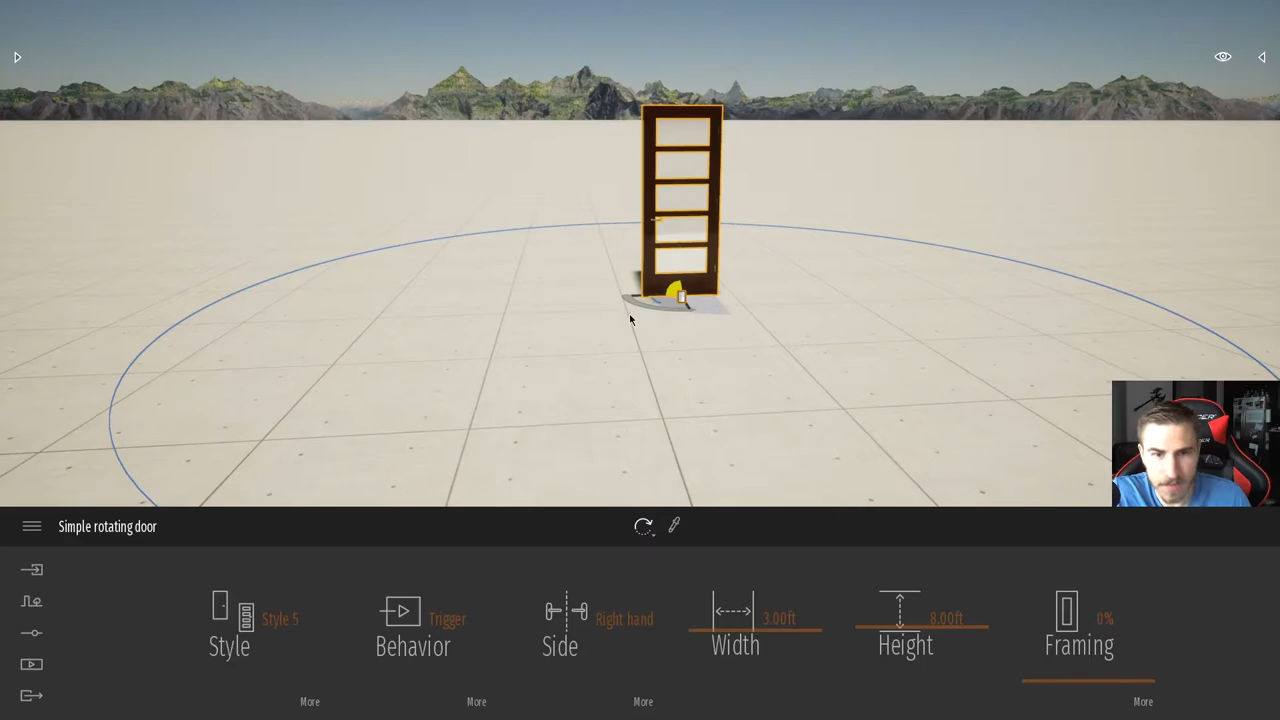 Simple rotating door
Style 5
Style
More
Trigger
Behavior
More
Right hand
Side
More
3.00ft
Width
8.00ft
Height
0%
Framing
More